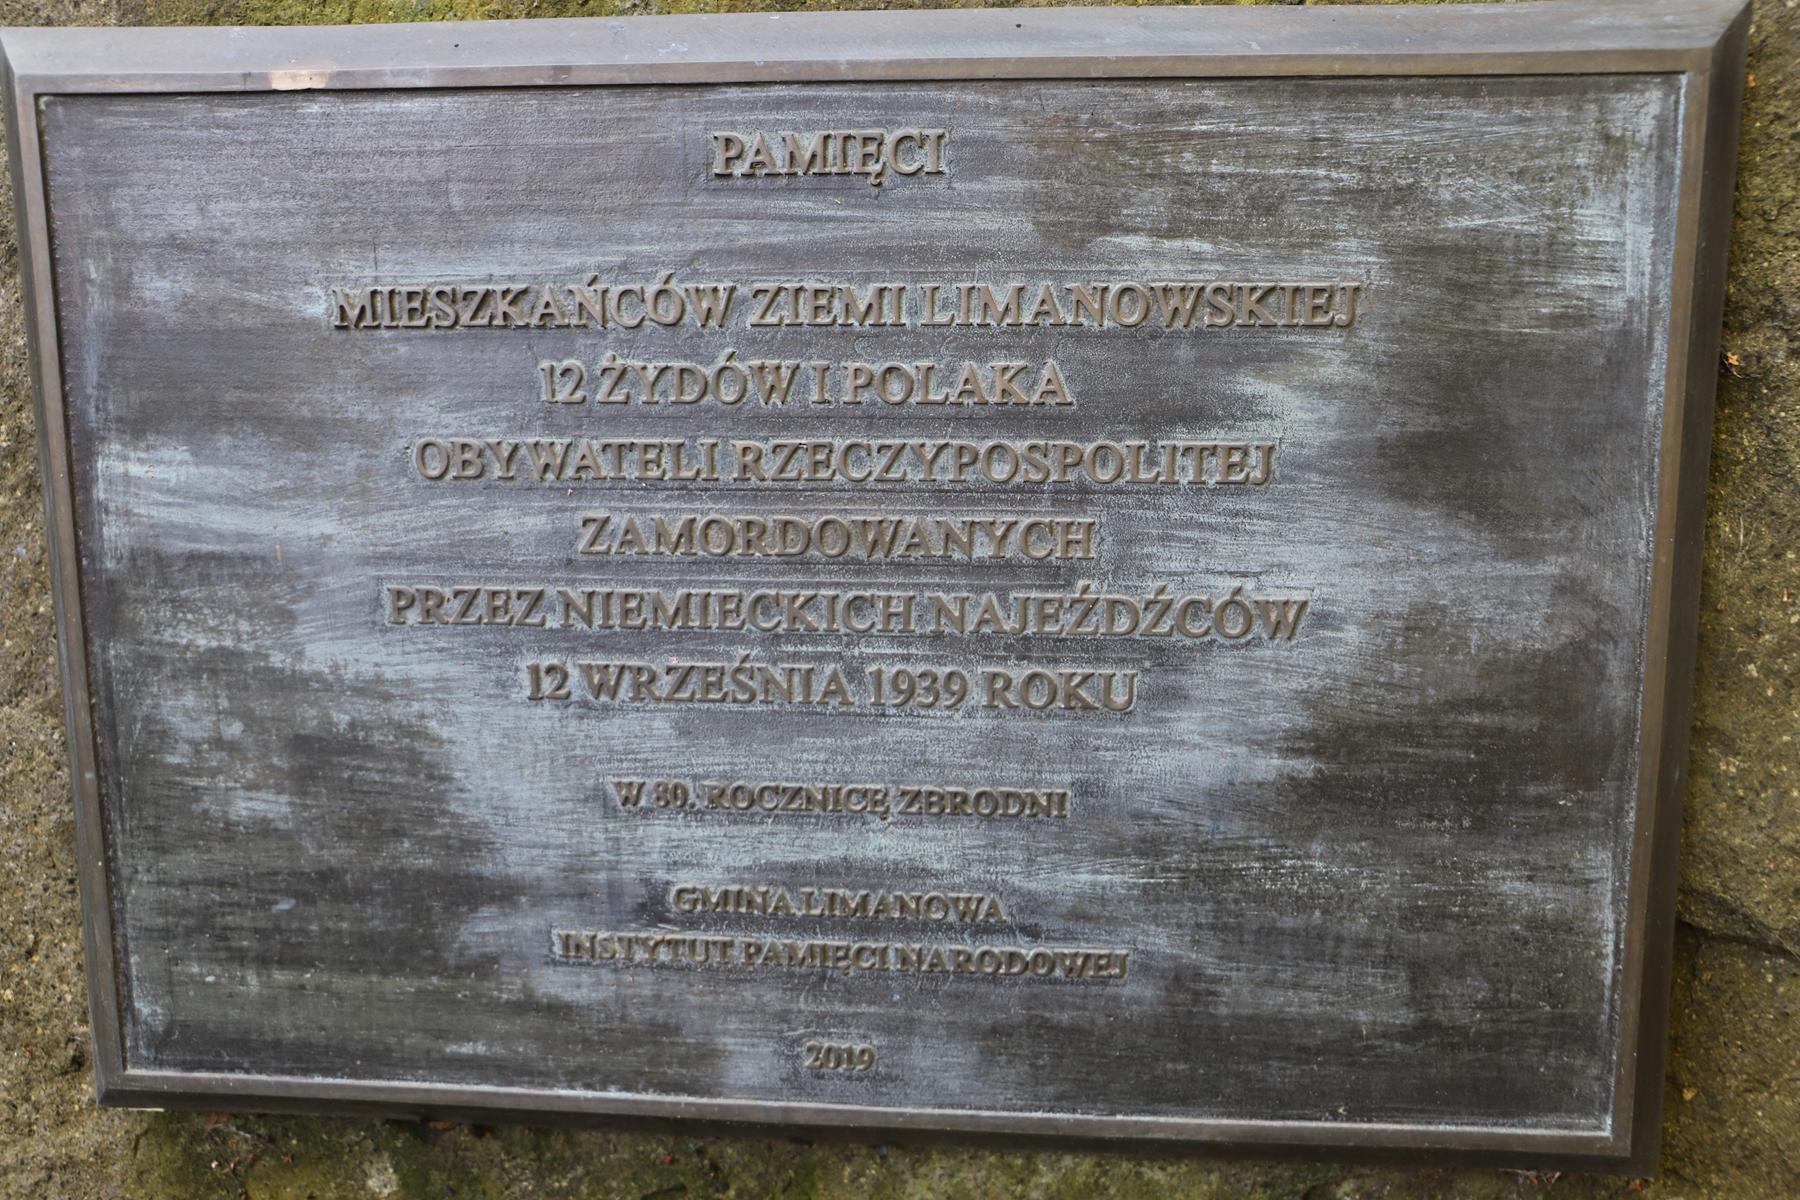 PAMIĘCI
MIESZKAŃCÓW ZIEMI LIMANOWSKIEJ
12 ŻYDÓW I POLAKA
OBYWATELI RZECZYPOSPOLITEJ
ZAMORDOWANYCH
PRZEZ NIEMIECKICH NAJEŹDŹCÓW
12 WRZEŚNIA 1939 ROKU
W 80. ROCZNICĘ ZBRODNI
GMINA LIMANOWA
INSTYTUT PAMIĘCI NARODOWEJ
2019